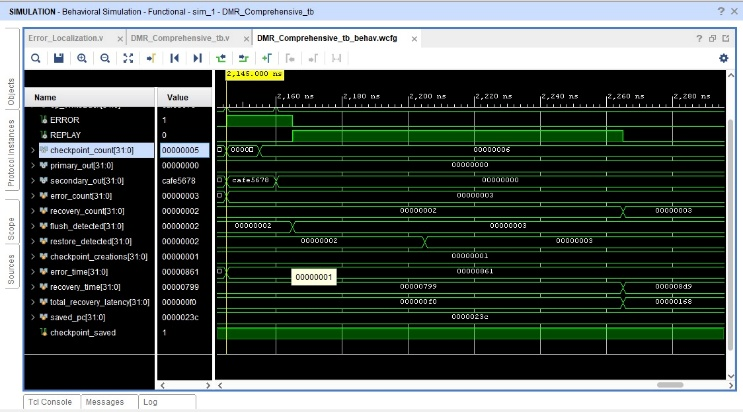 SIMULATION - Behavioral Simulation - Functional - sim_1 - DMR_Comprehensive_tb
Error_Localization.v
DMR_Comprehensive_tb.v
DMR_Comprehensive_tb_behav.wcfg
Objects
Protocol Instances
Scope
Sources
2,145.000 ns
2,160 ns 2,180 ns 2,200 ns 2,220 ns 2,240 ns 2,260 ns 2,280 ns
Name Value
ERROR 1
REPLAY 0
checkpoint_count[31:0] 00000005 00000006
primary_out[31:0] 00000000 00000000
secondary_out[31:0] cafe5678 cafe5678 00000000
error_count[31:0] 00000003 00000003
recovery_count[31:0] 00000002 00000002 00000003
flush_detected[31:0] 00000002 00000002 00000003
restore_detected[31:0] 00000002 00000002 00000003
checkpoint_creations[31:0] 00000001 00000001
error_time[31:0] 00000861 00000861
00000001
recovery_time[31:0] 00000799 00000799 000008d9
total_recovery_latency[31:0] 000000f0 000000f0 00000168
saved_pc[31:0] 0000023c 0000023c
checkpoint_saved 1
Tcl Console Messages Log